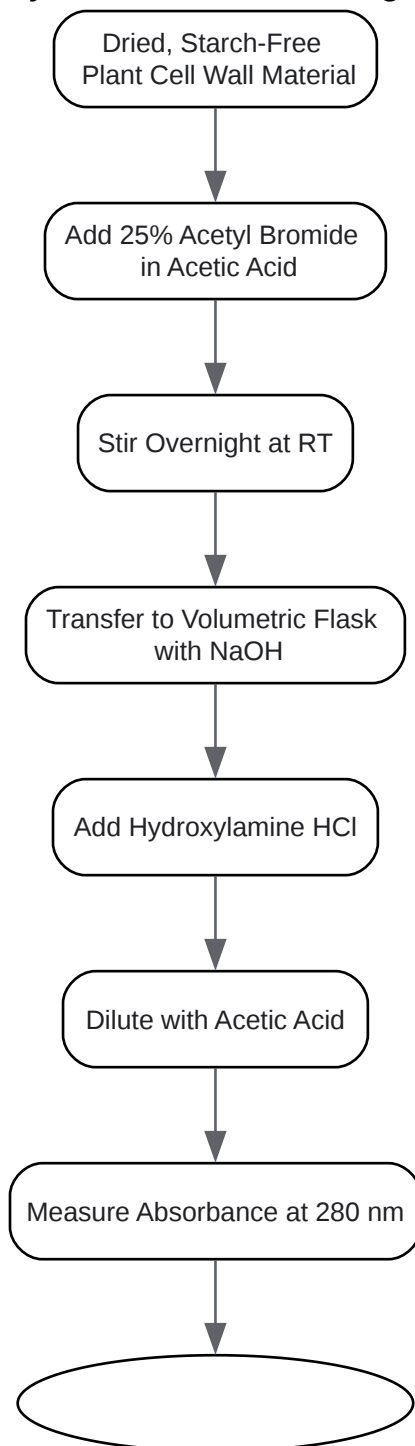 Dried, Starch-Free
Plant Cell Wall Material
Add 25% Acetyl Bromide
in Acetic Acid
Stir Overnight at RT
Transfer to Volumetric Flask
with NaOH
Add Hydroxylamine HCl
Dilute with Acetic Acid
Measure Absorbance at 280 nm